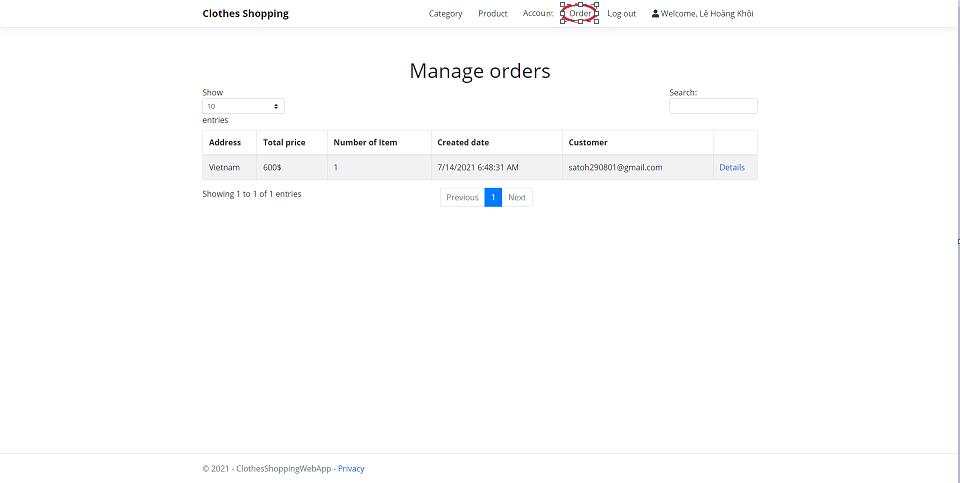 Clothes Shopping Category Product Account Order Log out Welcome, Lê Hoàng Khôi
Manage orders
Show Search:
10
entries
Address Total price Number of Item Created date Customer
Vietnam 600$ 1 7/14/2021 6:48:31 AM satoh290801@gmail.com Details
Showing 1 to 1 of 1 entries Previous 1 Next
© 2021 - ClothesShoppingWebApp - Privacy